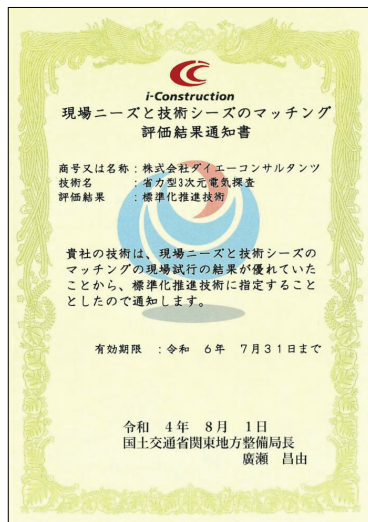 i-Construction
現場ニーズと技術シーズのマッチング
評価結果通知書
商号又は名称：株式会社ダイエーコンサルタンツ
技術名　　　：省力型3次元電気探査
評価結果　　：標準化推進技術
貴社の技術は、現場ニーズと技術シーズの
マッチングの現場試行の結果が優れていた
ことから、標準化推進技術に指定すること
としたので通知します。
有効期限　：令和　6年　7月31日まで
令和　4年　8月　1日
国土交通省関東地方整備局長
廣瀬　昌由